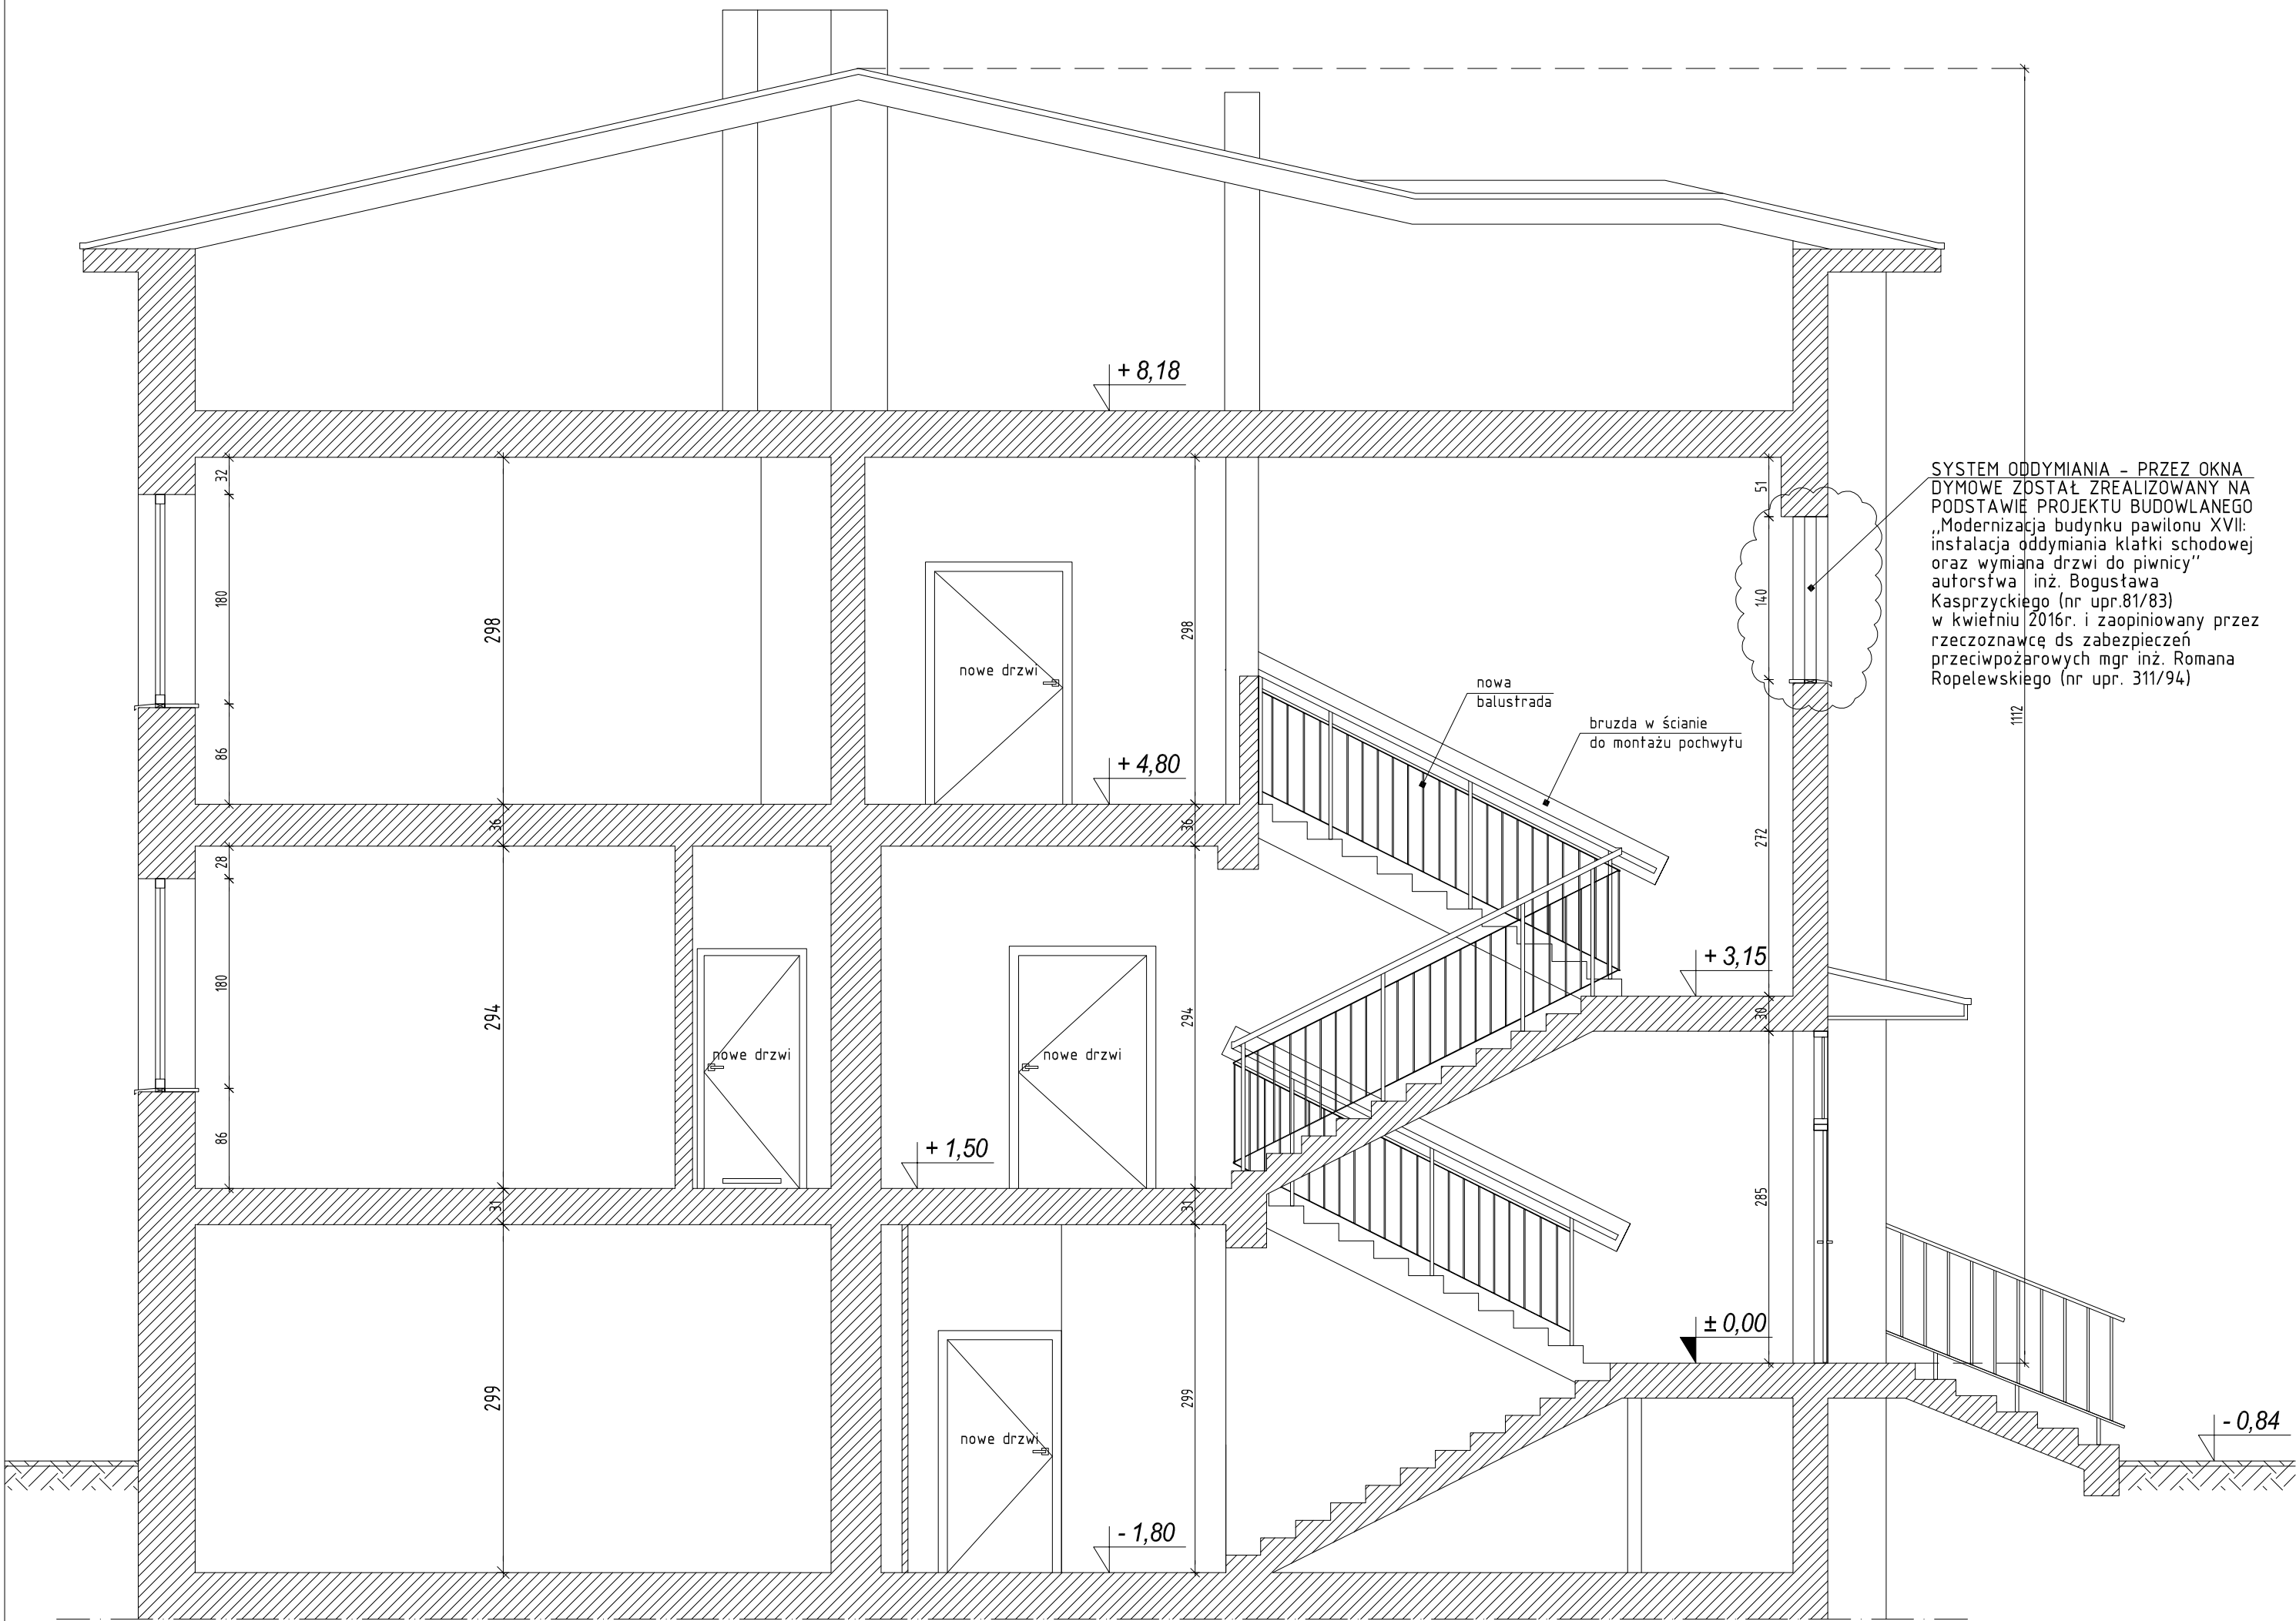 + 8,18
SYSTEM ODDYMIANIA - PRZEZ OKNA
DYMOWE ZOSTAŁ ZREALIZOWANY NA
PODSTAWIE PROJEKTU BUDOWLANEGO
,,Modernizacja budynku pawilonu XVII:
instalacja oddymiania klatki schodowej
oraz wymiana drzwi do piwnicy''
autorstwa inż. Bogusława
Kasprzyckiego (nr upr.81/83)
w kwietniu 2016r. i zaopiniowany przez
rzeczoznawcę ds zabezpieczeń
przeciwpożarowych mgr inż. Romana
Ropelewskiego (nr upr. 311/94)
32
51
180
298
298
140
nowe drzwi
nowa
balustrada
bruzda w ścianie
do montażu pochwytu
1112
86
+ 4,80
36
36
272
28
+ 3,15
180
294
294
30
nowe drzwi
nowe drzwi
86
+ 1,50
31
31
285
± 0,00
299
299
nowe drzwi
- 0,84
- 1,80